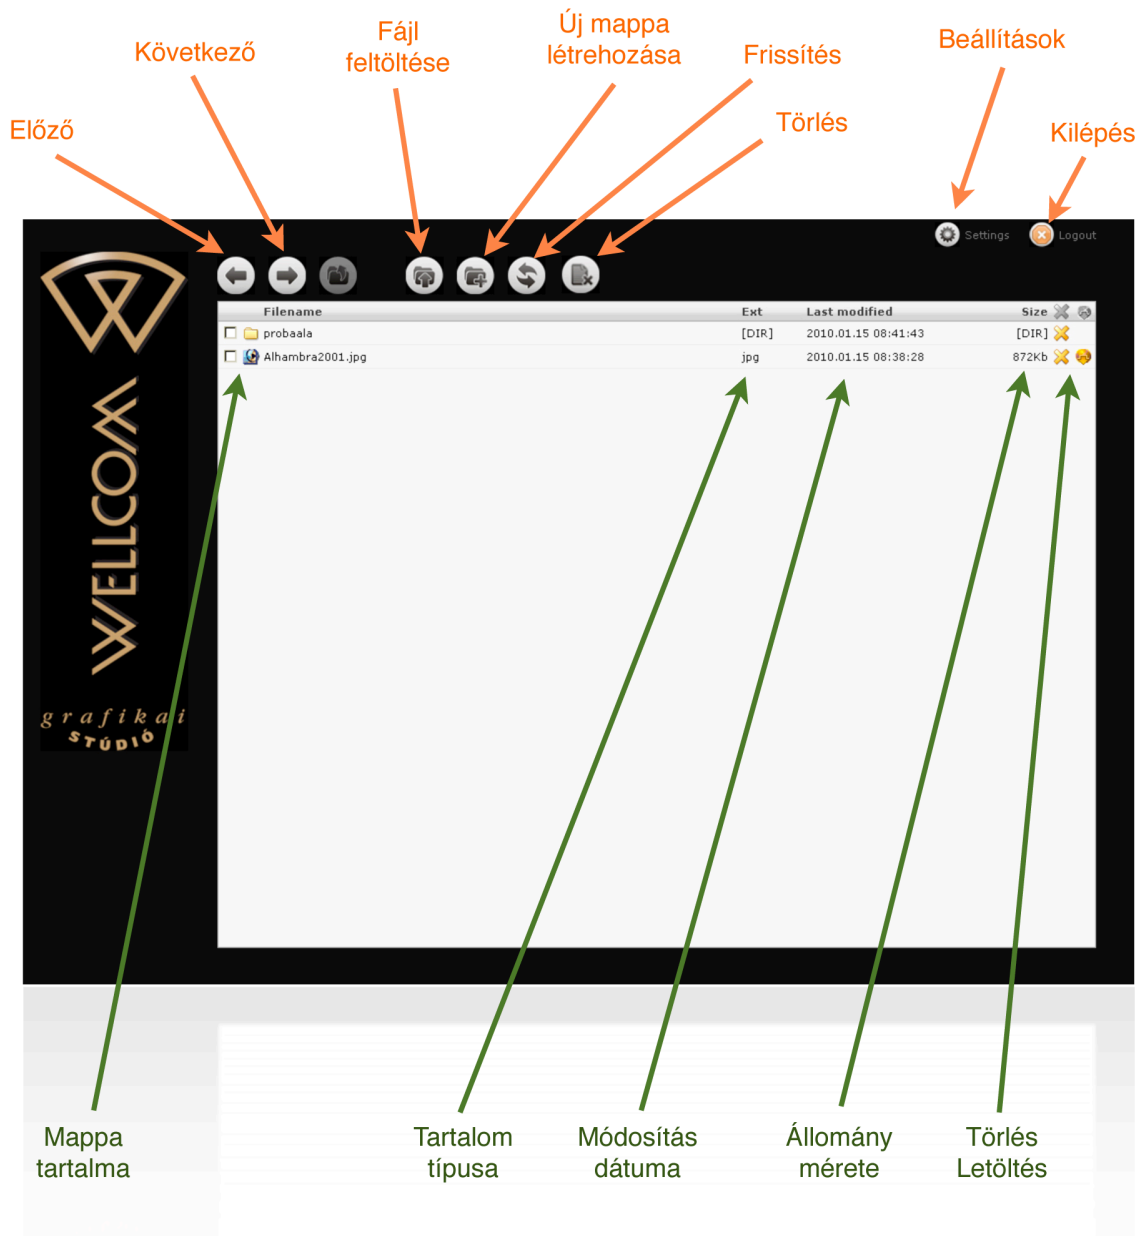 Fájl
feltöltése
Új mappa
létrehozása
Következő
Frissítés
Beállítások
Előző
Törlés
Kilépés
Settings
Logout
Filename Ext Last modified Size
probaala [DIR] 2010.01.15 08:41:43 [DIR]
Alhambra2001.jpg jpg 2010.01.15 08:38:28 872Kb
WELLCOM
grafikai
STÚDIÓ
Mappa
tartalma
Tartalom
típusa
Módosítás
dátuma
Állomány
mérete
Törlés
Letöltés